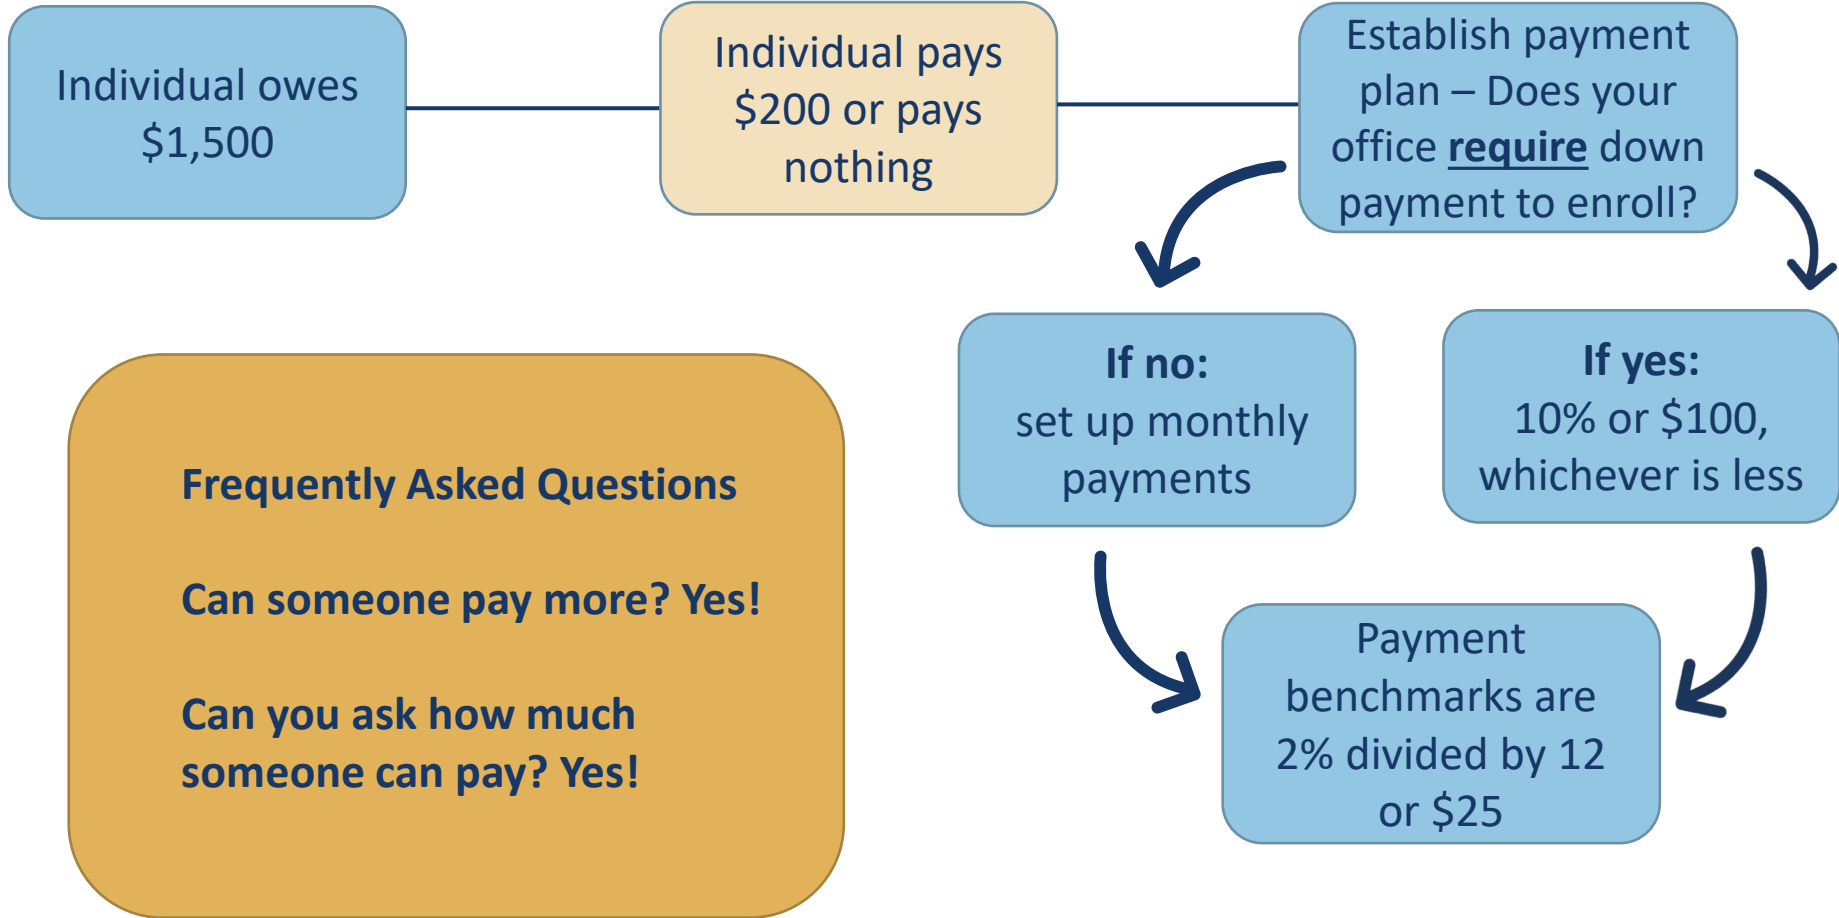 Individual owes
$1,500
Individual pays
$200 or pays
nothing
Establish payment
plan – Does your
office require down
payment to enroll?
If no:
set up monthly
payments
If yes:
10% or $100,
whichever is less
Frequently Asked Questions
Can someone pay more? Yes!
Can you ask how much
someone can pay? Yes!
Payment
benchmarks are
2% divided by 12
or $25